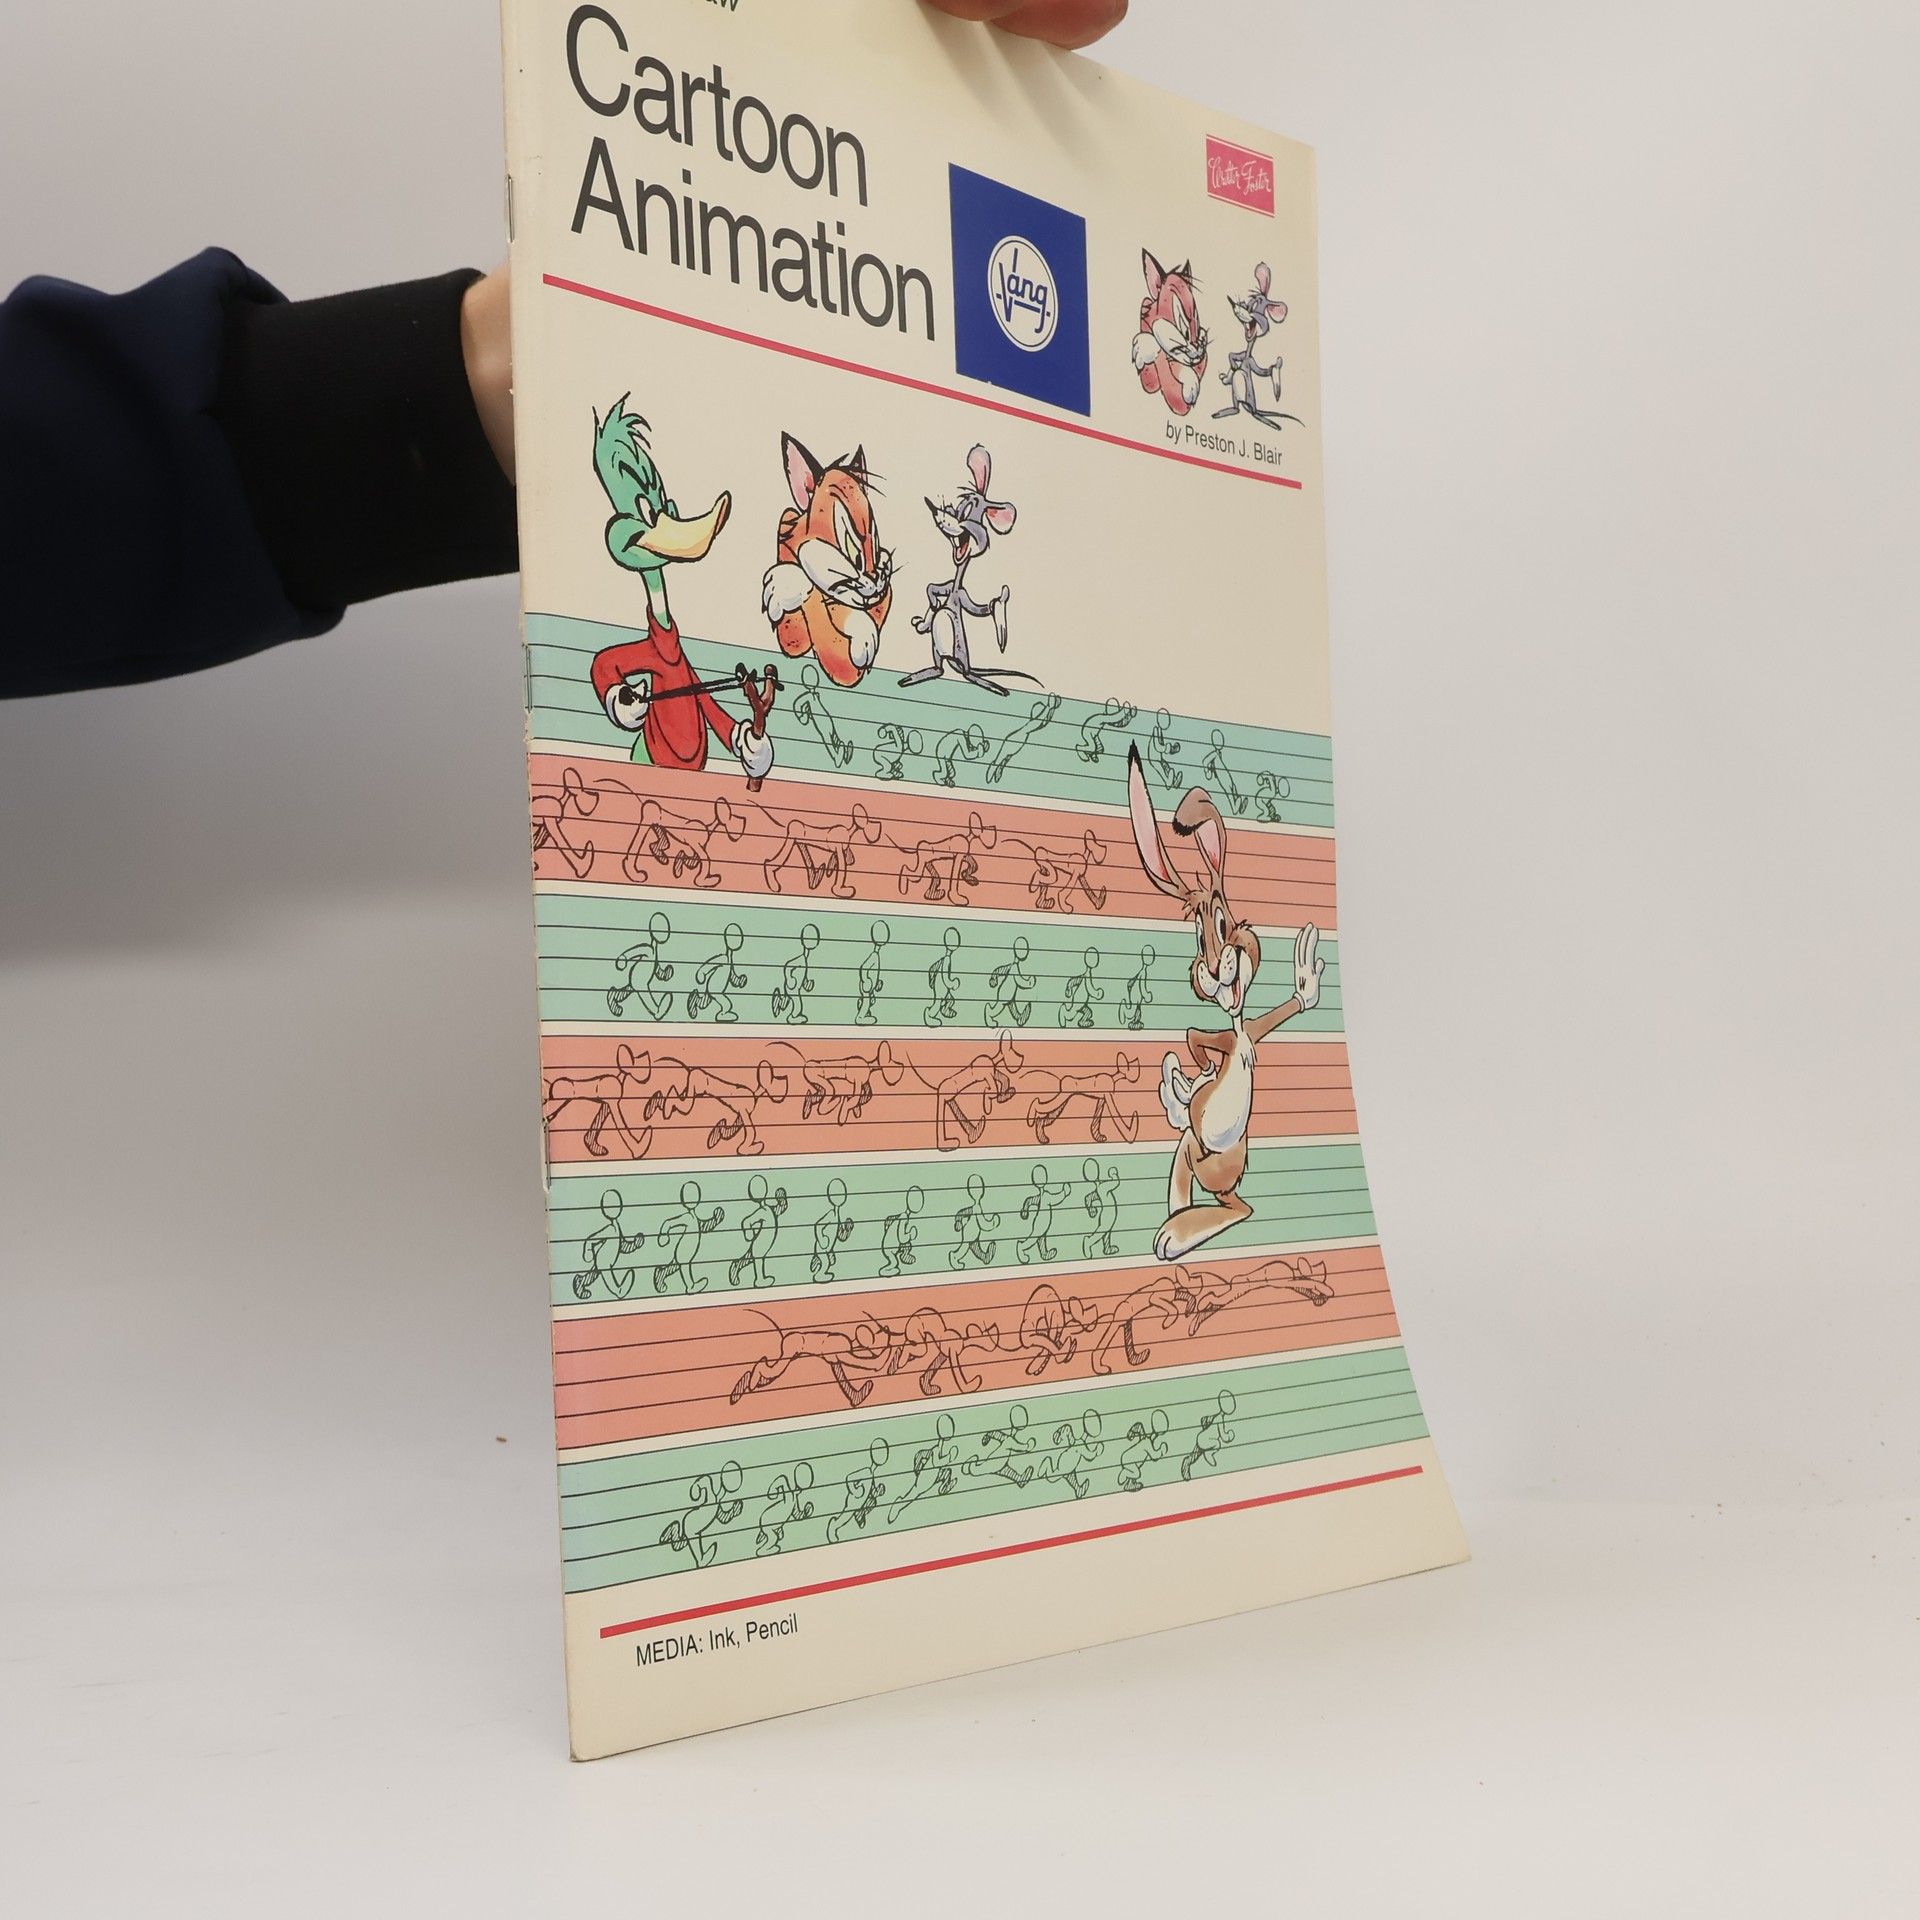 Cartoon
Animation
Walter Foster
Vang
by Preston J. Blair
MEDIA: Ink, Pencil